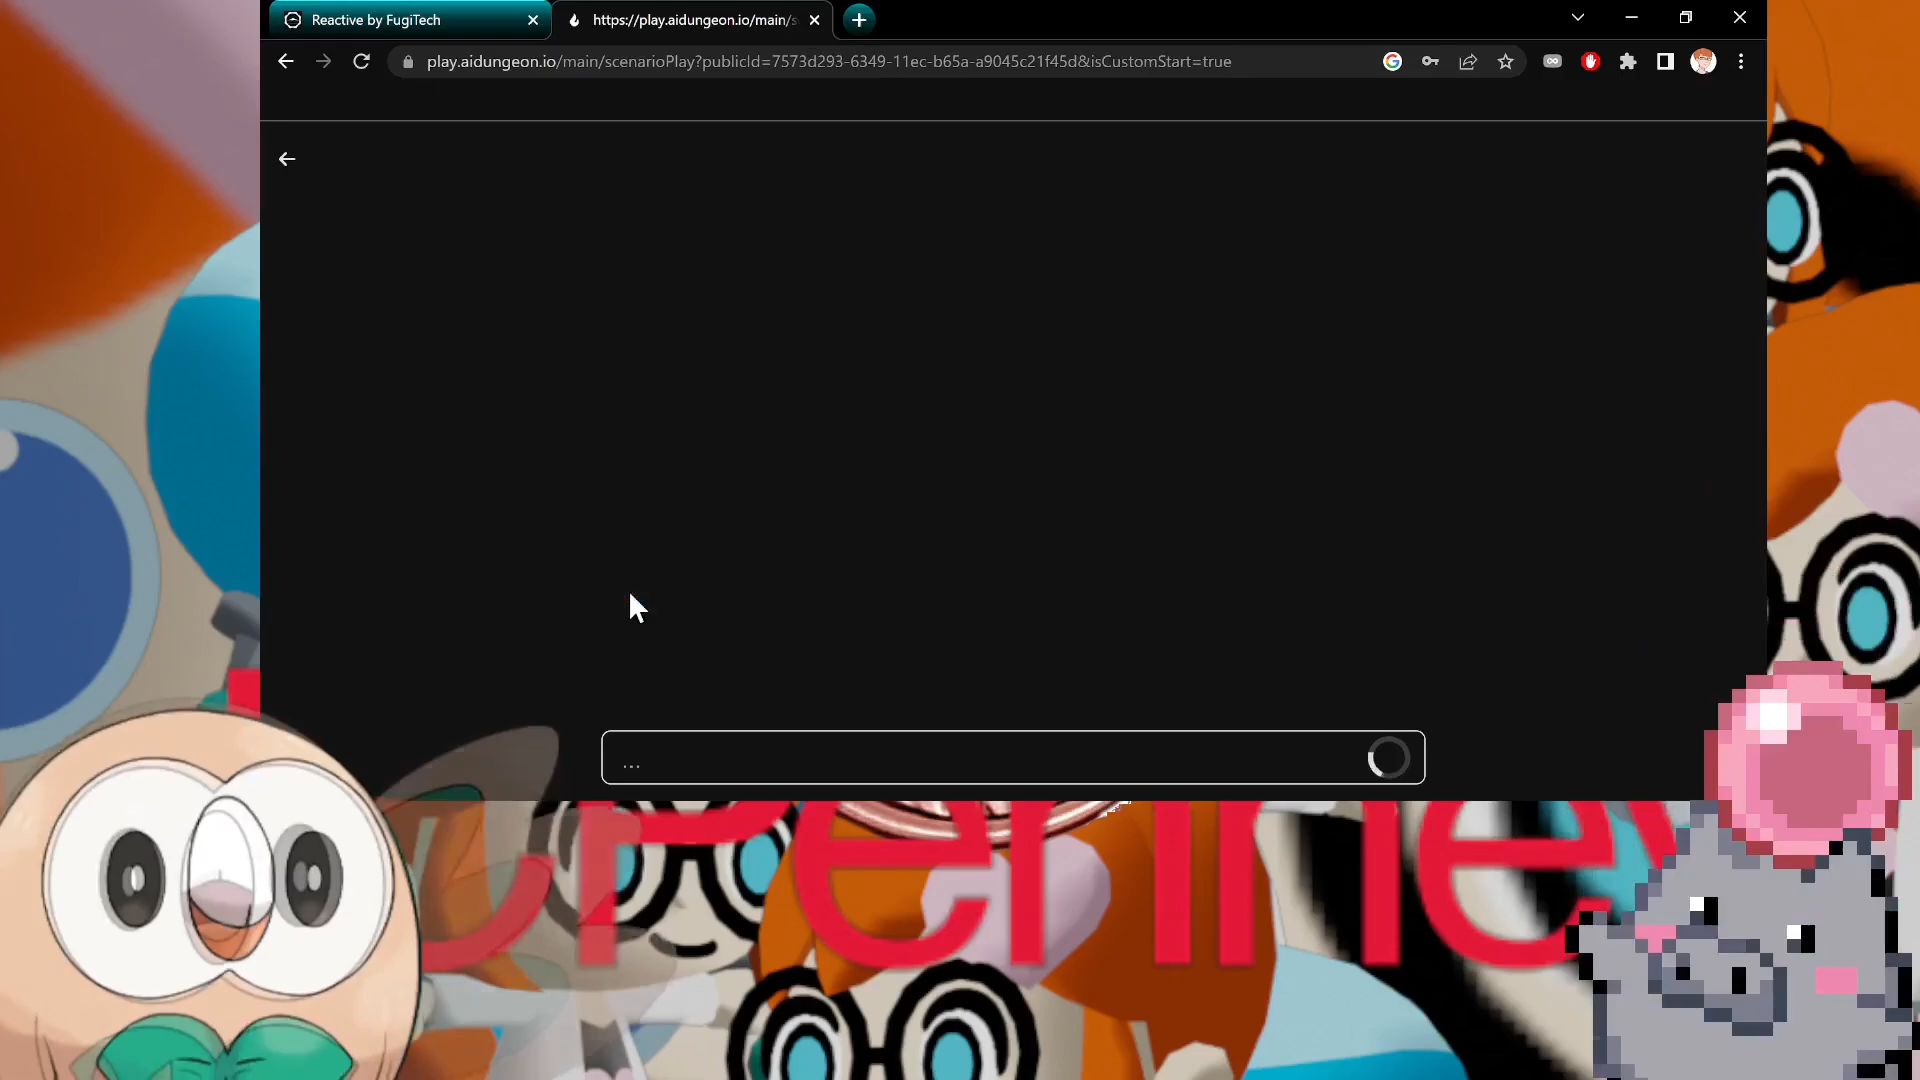 Reactive by FugiTech
https://play.aidungeon.io/main/s
play.aidungeon.io/main/scenarioPlay?publicId=7573d293-6349-11ec-b65a-a9045c21f45d&isCustomStart=true
...